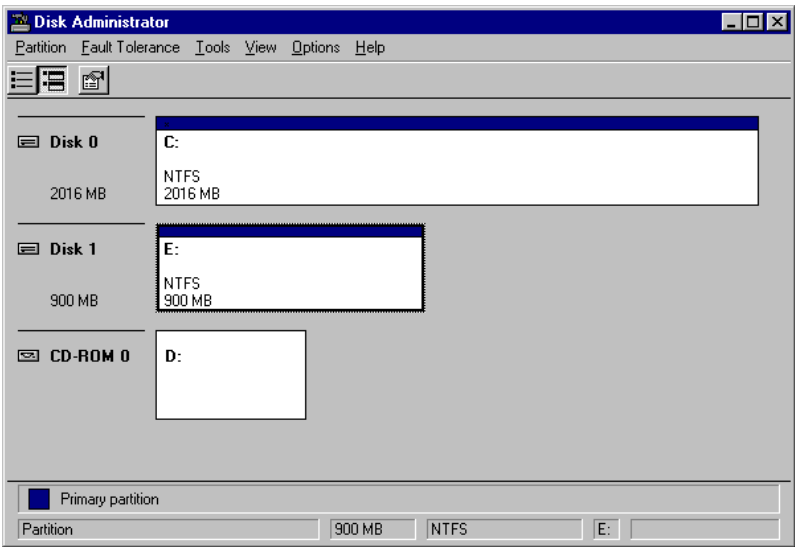 Disk Administrator
Partition Fault Tolerance Tools View Options Help
Disk 0
2016 MB
C:
NTFS
2016 MB
Disk 1
900 MB
E:
NTFS
900 MB
CD-ROM 0
D:
Primary partition
Partition 900 MB NTFS E: